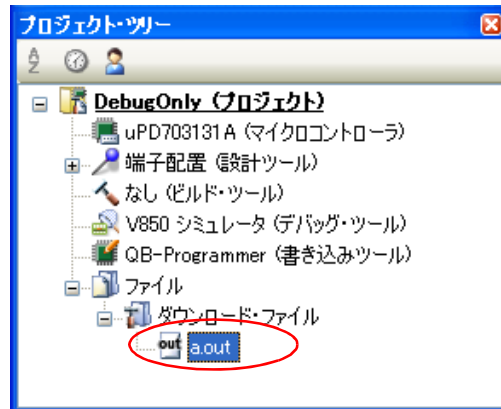 プロジェクト・ツリー
DebugOnly (プロジェクト)
uPD703131A (マイクロコントローラ)
端子配置 (設計ツール)
なし (ビルド・ツール)
V850 シミュレータ (デバッグ・ツール)
QB-Programmer (書き込みツール)
ファイル
ダウンロード・ファイル
out a.out